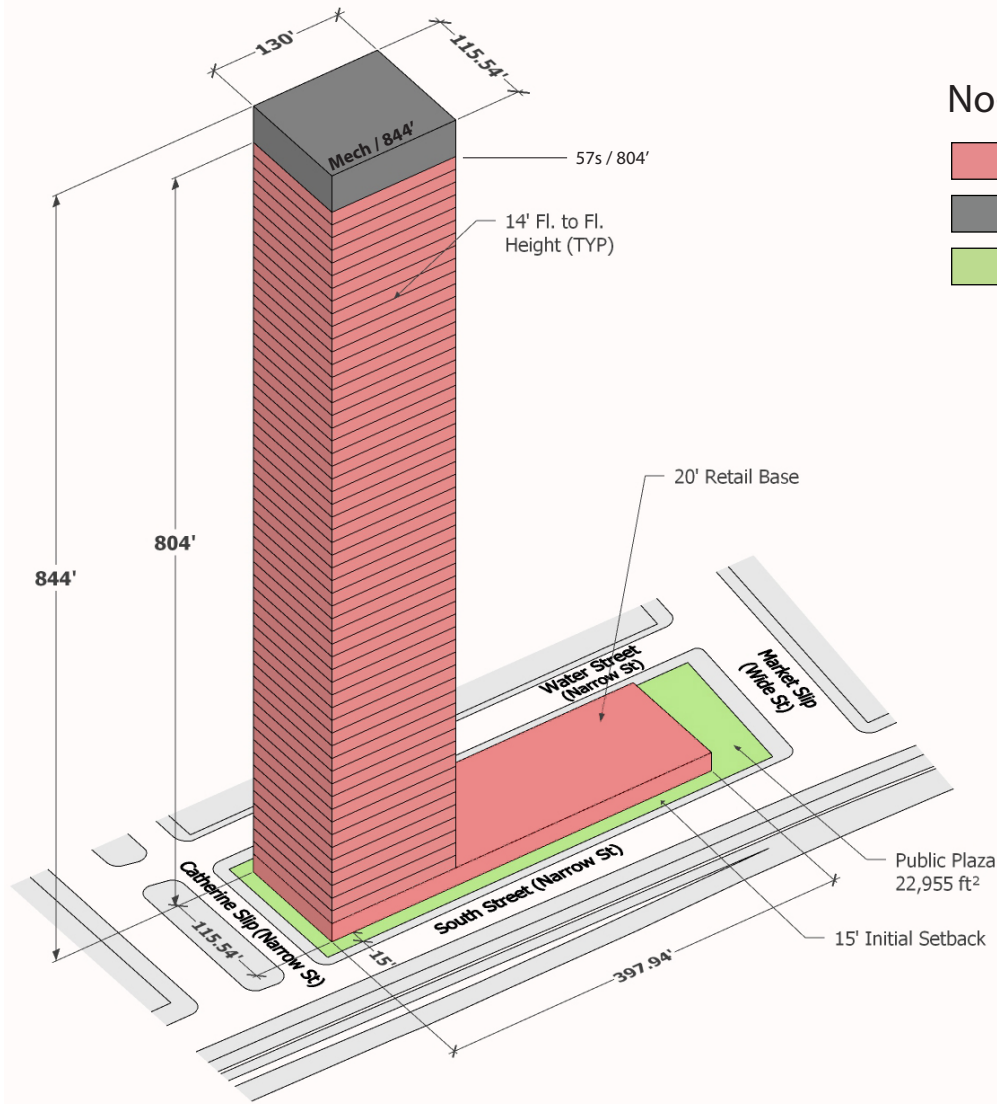 130'
115.54'
No
Mech / 844'
57s / 804'
14' Fl. to Fl.
Height (TYP)
20' Retail Base
804'
844'
Water Street
(Narrow St)
Market Slip
(Wide St)
Catherine Slip (Narrow St)
South Street (Narrow St)
Public Plaza
22,955 ft²
115.54'
15'
15' Initial Setback
397.94'